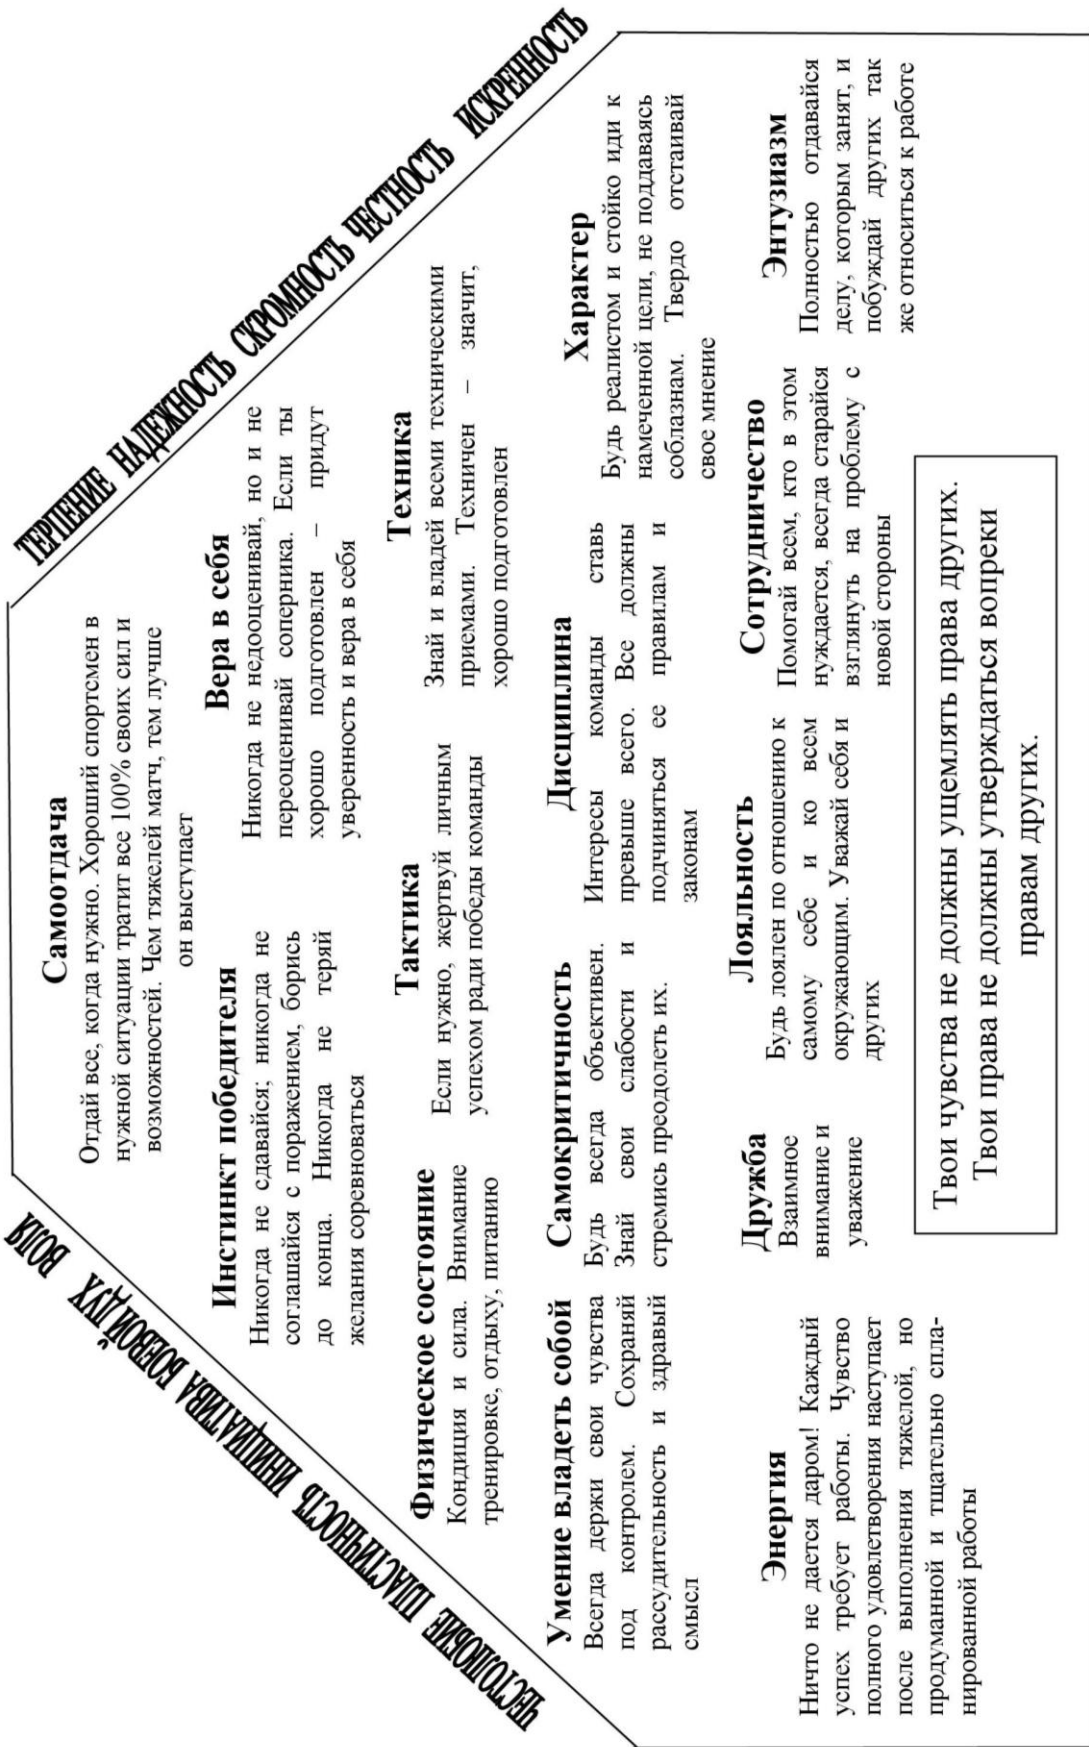 ЧЕСТОЛЮБИЕ ПЛАСТИЧНОСТЬ ИНИЦИАТИВА БОЕВОЙ ДУХ ВОЛЯ
ТЕРПЕНИЕ НАДЕЖНОСТЬ СКРОМНОСТЬ ЧЕСТНОСТЬ ИСКРЕННОСТЬ
Самоотдача
Отдай все, когда нужно. Хороший спортсмен в
нужной ситуации тратит все 100% своих сил и
возможностей. Чем тяжелей матч, тем лучше
он выступает
Инстинкт победителя
Никогда не сдавайся; никогда не
соглашайся с поражением, борись
до конца. Никогда не теряй
желания соревноваться
Вера в себя
Никогда не недооценивай, но и не
переоценивай соперника. Если ты
хорошо подготовлен – придут
уверенность и вера в себя
Физическое состояние
Кондиция и сила. Внимание
тренировке, отдыху, питанию
Тактика
Если нужно, жертвуй личным
успехом ради победы команды
Техника
Знай и владей всеми техническими
приемами. Техничен – значит,
хорошо подготовлен
Умение владеть собой
Всегда держи свои чувства
под контролем. Сохраняй
рассудительность и здравый
смысл
Самокритичность
Будь всегда объективен.
Знай свои слабости и
стремись преодолеть их.
Дисциплина
Интересы команды ставь
превыше всего. Все должны
подчиняться ее правилам и
законам
Характер
Будь реалистом и стойко иди к
намеченной цели, не поддаваясь
соблазнам. Твердо отстаивай
свое мнение
Энергия
Ничто не дается даром! Каждый
успех требует работы. Чувство
полного удовлетворения наступает
после выполнения тяжелой, но
продуманной и тщательно спла-
нированной работы
Дружба
Взаимное
внимание и
уважение
Лояльность
Будь лоялен по отношению к
самому себе и ко всем
окружающим. Уважай себя и
других
Сотрудничество
Помогай всем, кто в этом
нуждается, всегда старайся
взглянуть на проблему с
новой стороны
Энтузиазм
Полностью отдавайся
делу, которым занят, и
побуждай других так
же относиться к работе
Твои чувства не должны ущемлять права других.
Твои права не должны утверждаться вопреки
правам других.